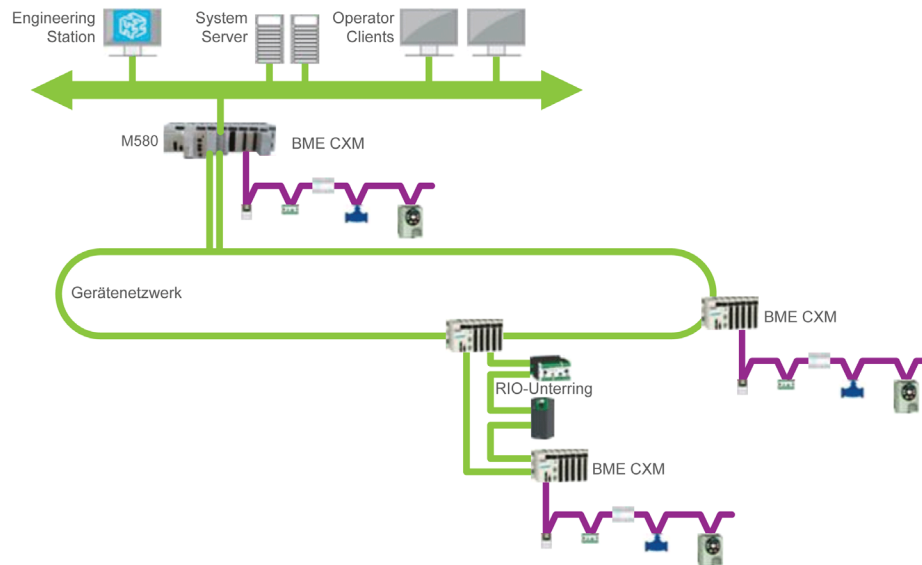 Engineering
Station
System
Server
Operator
Clients
M580
BME CXM
Gerätenetzwerk
BME CXM
RIO-Unterring
BME CXM